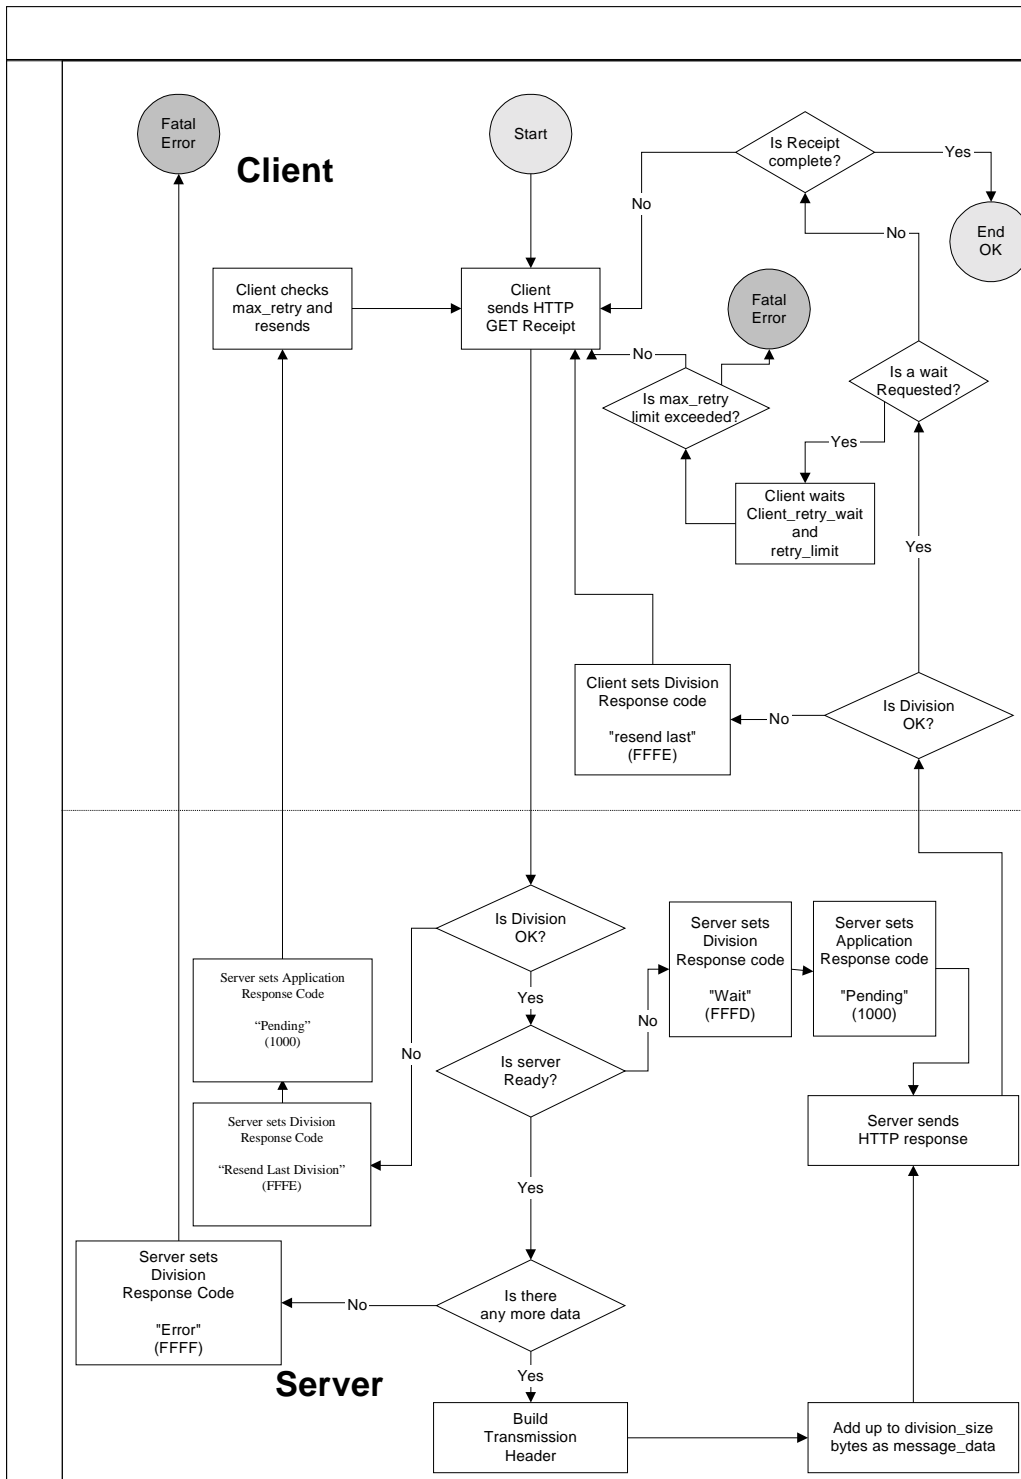 Fatal
Error
Client
Start
Is Receipt
complete?
Yes
End
OK
No
No
Client checks
max_retry and
resends
Client
sends HTTP
GET Receipt
Fatal
Error
No
Is max_retry
limit exceeded?
Is a wait
Requested?
Yes
Client waits
Client_retry_wait
and
retry_limit
Yes
Client sets Division
Response code
"resend last"
(FFFE)
No
Is Division
OK?
Is Division
OK?
Server sets
Division
Response code
"Wait"
(FFFD)
Server sets
Application
Response code
"Pending"
(1000)
Server sets Application
Response Code
“Pending”
(1000)
Yes
No
No
Is server
Ready?
Server sets Division
Response Code
“Resend Last Division”
(FFFE)
Server sends
HTTP response
Yes
Server sets
Division
Response Code
"Error"
(FFFF)
No
Is there
any more data
Server
Yes
Build
Transmission
Header
Add up to division_size
bytes as message_data